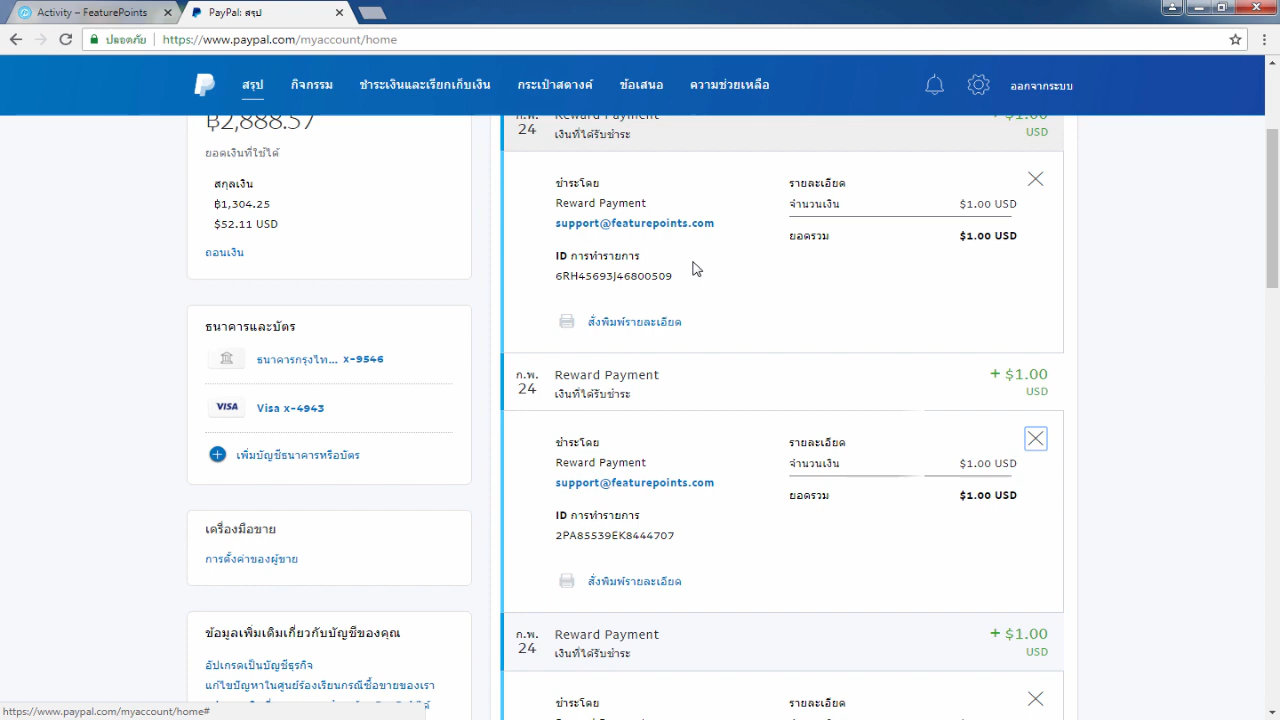 Activity – FeaturePoints
PayPal: สรุป
ปลอดภัย
https://www.paypal.com/myaccount/home
สรุป
กิจกรรม
ชำระเงินและเรียกเก็บเงิน
กระเป๋าสตางค์
ข้อเสนอ
ความช่วยเหลือ
ออกจากระบบ
฿2,888.57
ยอดเงินที่ใช้ได้
สกุลเงิน
฿1,304.25
$52.11 USD
ถอนเงิน
ธนาคารและบัตร
ธนาคารกรุงไท... x-9546
VISA
Visa x-4943
เพิ่มบัญชีธนาคารหรือบัตร
เครื่องมือขาย
การตั้งค่าของผู้ขาย
ข้อมูลเพิ่มเติมเกี่ยวกับบัญชีของคุณ
อัปเกรดเป็นบัญชีธุรกิจ
แก้ไขปัญหาในศูนย์ร้องเรียนกรณีซื้อขายของเรา
ก.พ.
24
Reward Payment
เงินที่ได้รับชำระ
+ $1.00
USD
ชำระโดย
Reward Payment
support@featurepoints.com
ID การทำรายการ
6RH45693J46800509
สั่งพิมพ์รายละเอียด
รายละเอียด
จำนวนเงิน
$1.00 USD
ยอดรวม
$1.00 USD
ก.พ.
24
Reward Payment
เงินที่ได้รับชำระ
+ $1.00
USD
ชำระโดย
Reward Payment
support@featurepoints.com
ID การทำรายการ
2PA85539EK8444707
สั่งพิมพ์รายละเอียด
รายละเอียด
จำนวนเงิน
$1.00 USD
ยอดรวม
$1.00 USD
ก.พ.
24
Reward Payment
เงินที่ได้รับชำระ
+ $1.00
USD
ชำระโดย
รายละเอียด
https://www.paypal.com/myaccount/home#